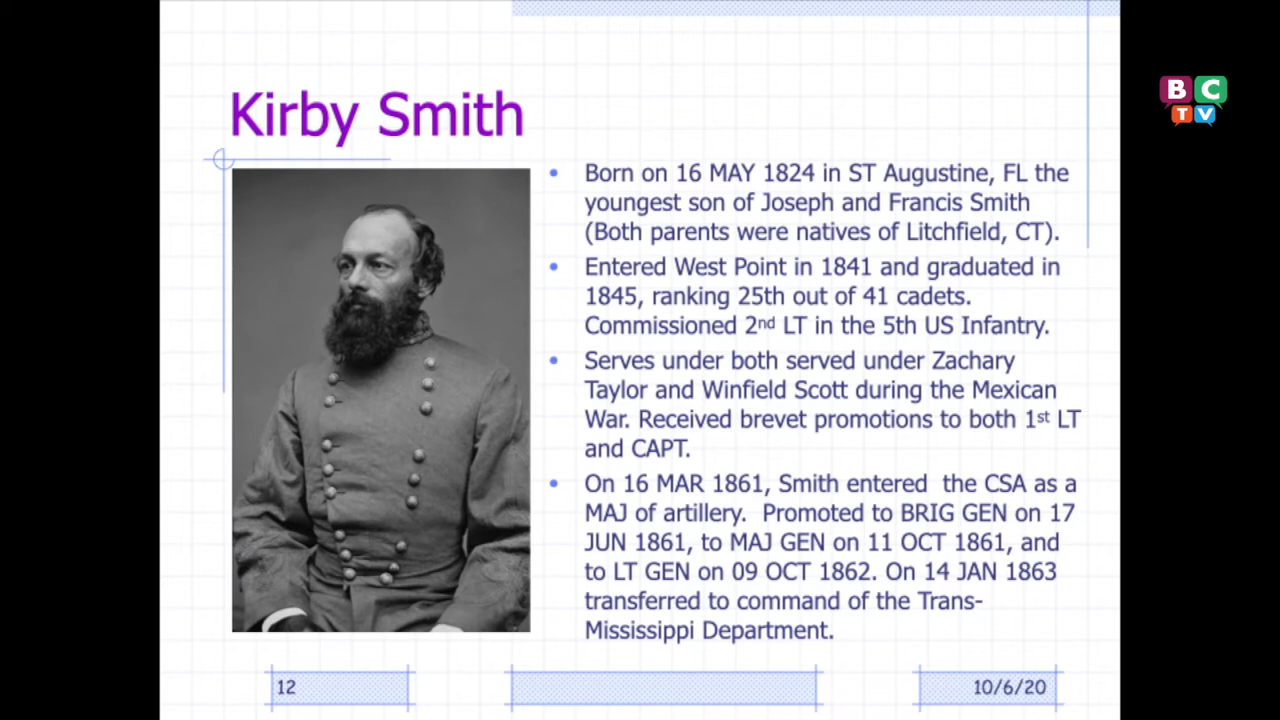 BC
TV
Kirby Smith
• Born on 16 MAY 1824 in ST Augustine, FL the
youngest son of Joseph and Francis Smith
(Both parents were natives of Litchfield, CT).
• Entered West Point in 1841 and graduated in
1845, ranking 25th out of 41 cadets.
Commissioned 2nd LT in the 5th US Infantry.
• Serves under both served under Zachary
Taylor and Winfield Scott during the Mexican
War. Received brevet promotions to both 1st LT
and CAPT.
• On 16 MAR 1861, Smith entered  the CSA as a
MAJ of artillery.  Promoted to BRIG GEN on 17
JUN 1861, to MAJ GEN on 11 OCT 1861, and
to LT GEN on 09 OCT 1862. On 14 JAN 1863
transferred to command of the Trans-
Mississippi Department.
12
10/6/20